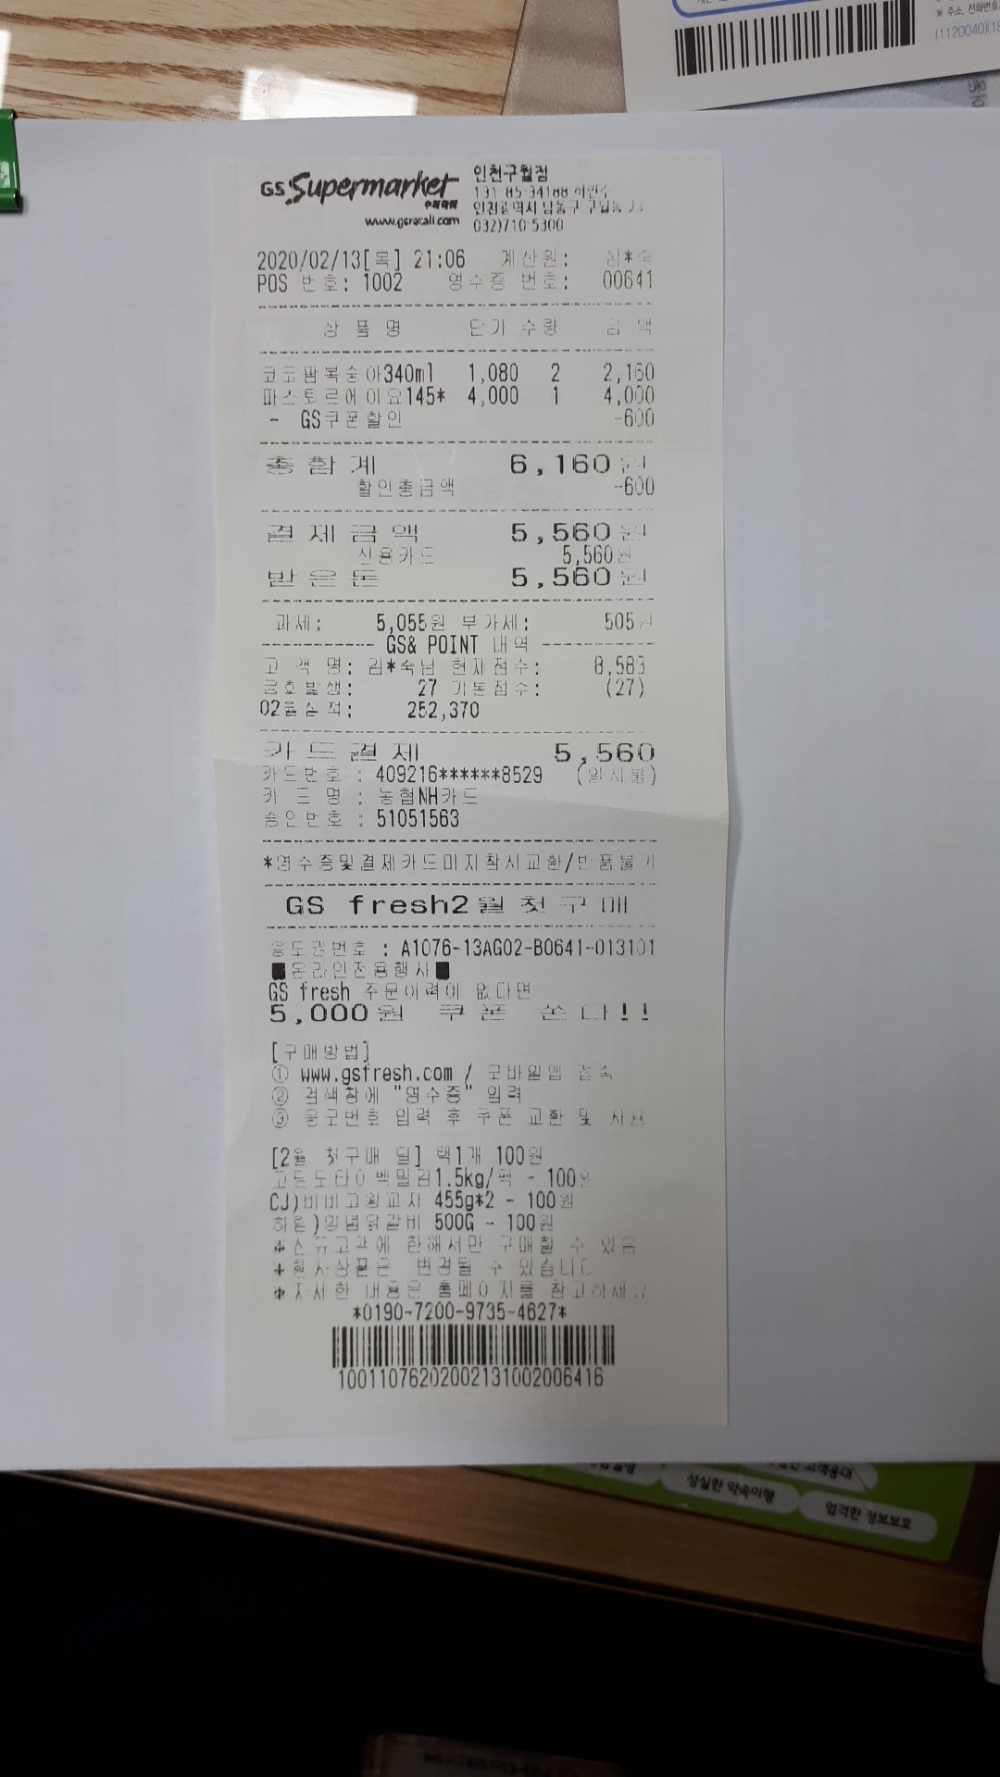 주소, 전화번호
(1120040)(18
GS Supermarket 인천구월점
수퍼마켓 131-85-34188 허연수
인천광역시 남동구 구월동
www.gsretail.com 032)710-5300
2020/02/13[목] 21:06 계산원: 심*숙
POS 번호: 1002 영수증 번호: 00641
상 품 명 단가 수량 금 액
코코팜복숭아340ml 1,080 2 2,160
파스퇴르에이요145* 4,000 1 4,000
- GS쿠폰할인 -600
총 합 계 6,160원
할인총금액 -600
결 제 금 액 5,560원
신용카드 5,560원
받 은 돈 5,560원
과세: 5,055원 부가세: 505원
---------- GS& POINT 내역 ----------
고 객 명: 김*숙님 현재점수: 8,583
금회발생: 27 기본점수: (27)
02월실적: 252,370
카 드 결 제 5,560
카드번호 : 409216******8529 (일시불)
카 드 명 : 농협NH카드
승인번호 : 51051563
*영수증및결제카드미지참시교환/반품불가
GS fresh2월 첫 구 매
응모권번호 : A1076-13AG02-B0641-013101
■온라인전용행사■
GS fresh 주문이력이 없다면
5,000원 쿠폰 쏜다!!
[구매방법]
① www.gsfresh.com / 모바일앱 접속
② 검색창에 "영수증" 입력
③ 응모번호 입력 후 쿠폰 교환 및 사용
[2월 첫구매 딜] 택1개 100원
고당도타이벡밀감1.5kg/팩 - 100원
CJ)비비고왕교자 455g*2 - 100원
하림)양념닭갈비 500G - 100원
*신규고객에 한해서만 구매할 수 있음
*행사상품은 변경될 수 있습니다
*자세한 내용은 홈페이지를 참고하세요
*0190-7200-9735-4627*
10011076202002131002006416
고객응대
성실한 약속이행
엄격한 정보보호